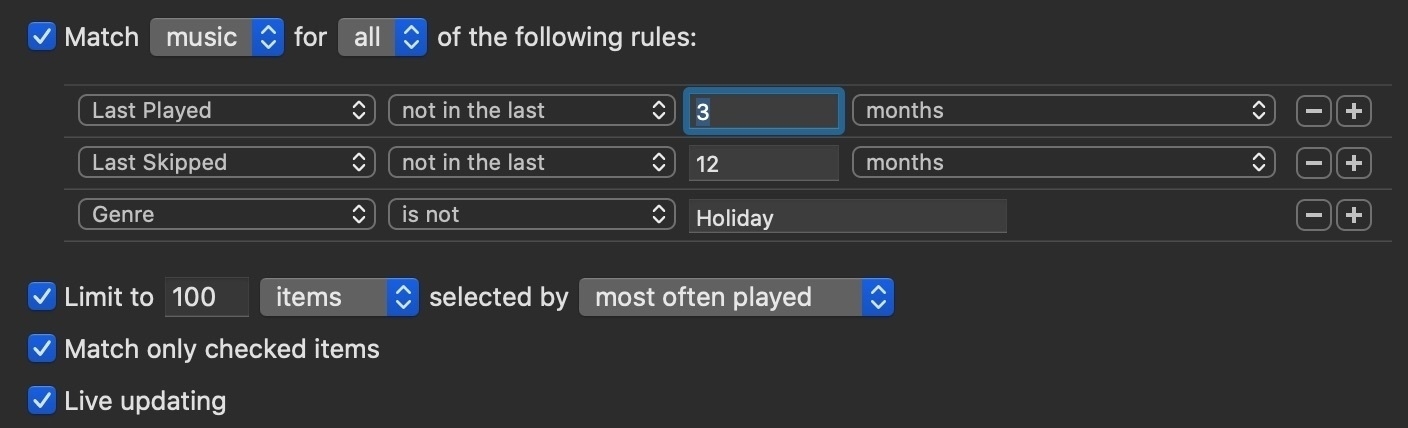 Match music for all of the following rules:
Last Played not in the last 3 months
Last Skipped not in the last 12 months
Genre is not Holiday
Limit to 100 items selected by most often played
Match only checked items
Live updating